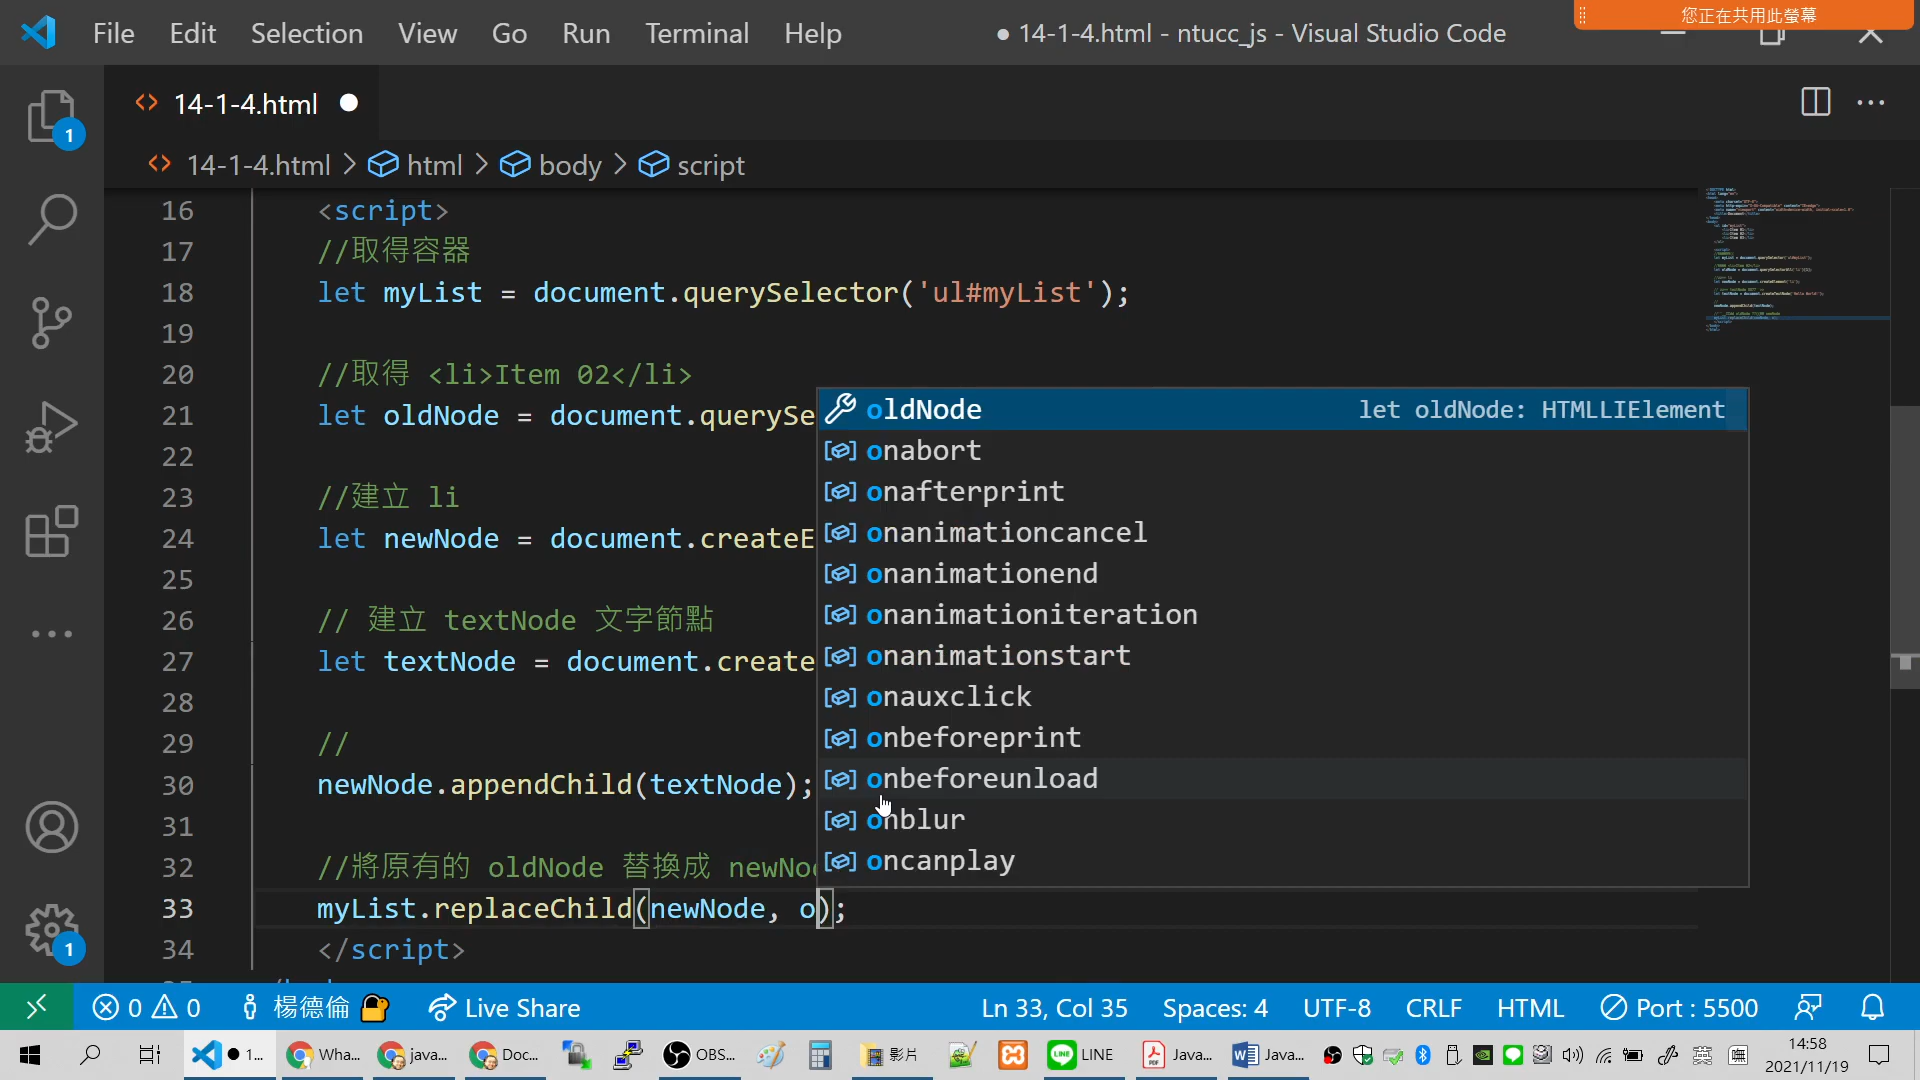 File Edit Selection View Go Run Terminal Help
● 14-1-4.html - ntucc_js - Visual Studio Code
您正在共用此螢幕
14-1-4.html
14-1-4.html > html > body > script
16 <script>
17 //取得容器
18 let myList = document.querySelector('ul#myList');
19
20 //取得 <li>Item 02</li>
21 let oldNode = document.querySe
22
23 //建立 li
24 let newNode = document.createE
25
26 // 建立 textNode 文字節點
27 let textNode = document.create
28
29 //
30 newNode.appendChild(textNode);
31
32 //將原有的 oldNode 替換成 newNo
33 myList.replaceChild(newNode, o);
34 </script>
oldNode let oldNode: HTMLLIElement
onabort
onafterprint
onanimationcancel
onanimationend
onanimationiteration
onanimationstart
onauxclick
onbeforeprint
onbeforeunload
onblur
oncanplay
1
1
0 0 楊德倫 Live Share Ln 33, Col 35 Spaces: 4 UTF-8 CRLF HTML Port : 5500
1... Wha... java... Doc... OBS... 影片 LINE Java... Java... 英
14:58
2021/11/19